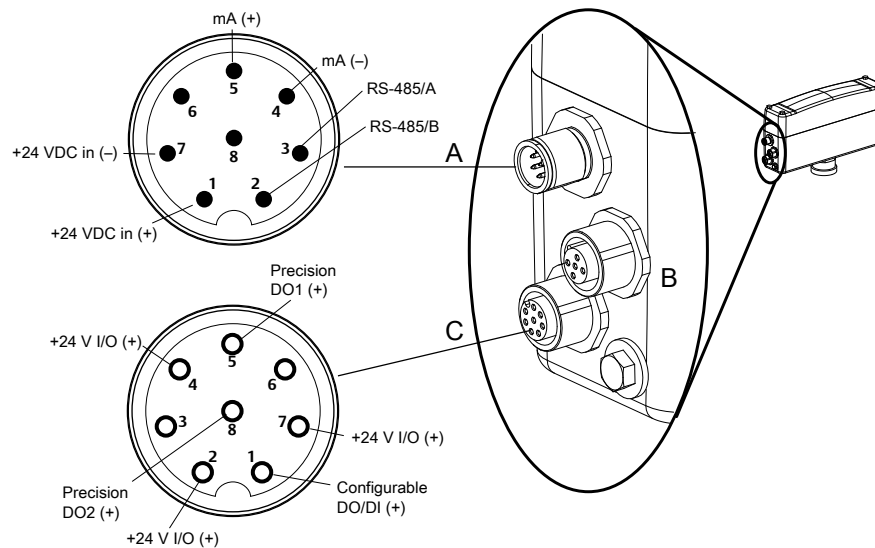 mA (+)
mA (–)
5
6
4
RS-485/A
RS-485/B
+24 VDC in (–)
7
8
3
A
1
2
+24 VDC in (+)
B
Precision
DO1 (+)
C
+24 V I/O (+)
5
4
6
3
8
7
+24 V I/O (+)
2
1
Precision
DO2 (+)
Configurable
DO/DI (+)
+24 V I/O (+)